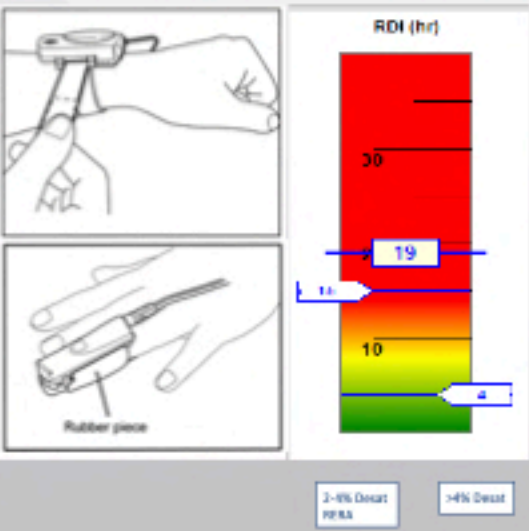 RDI (hr)
30
19
10
4
Rubber piece
2-4% Desat
RERA
>4% Desat